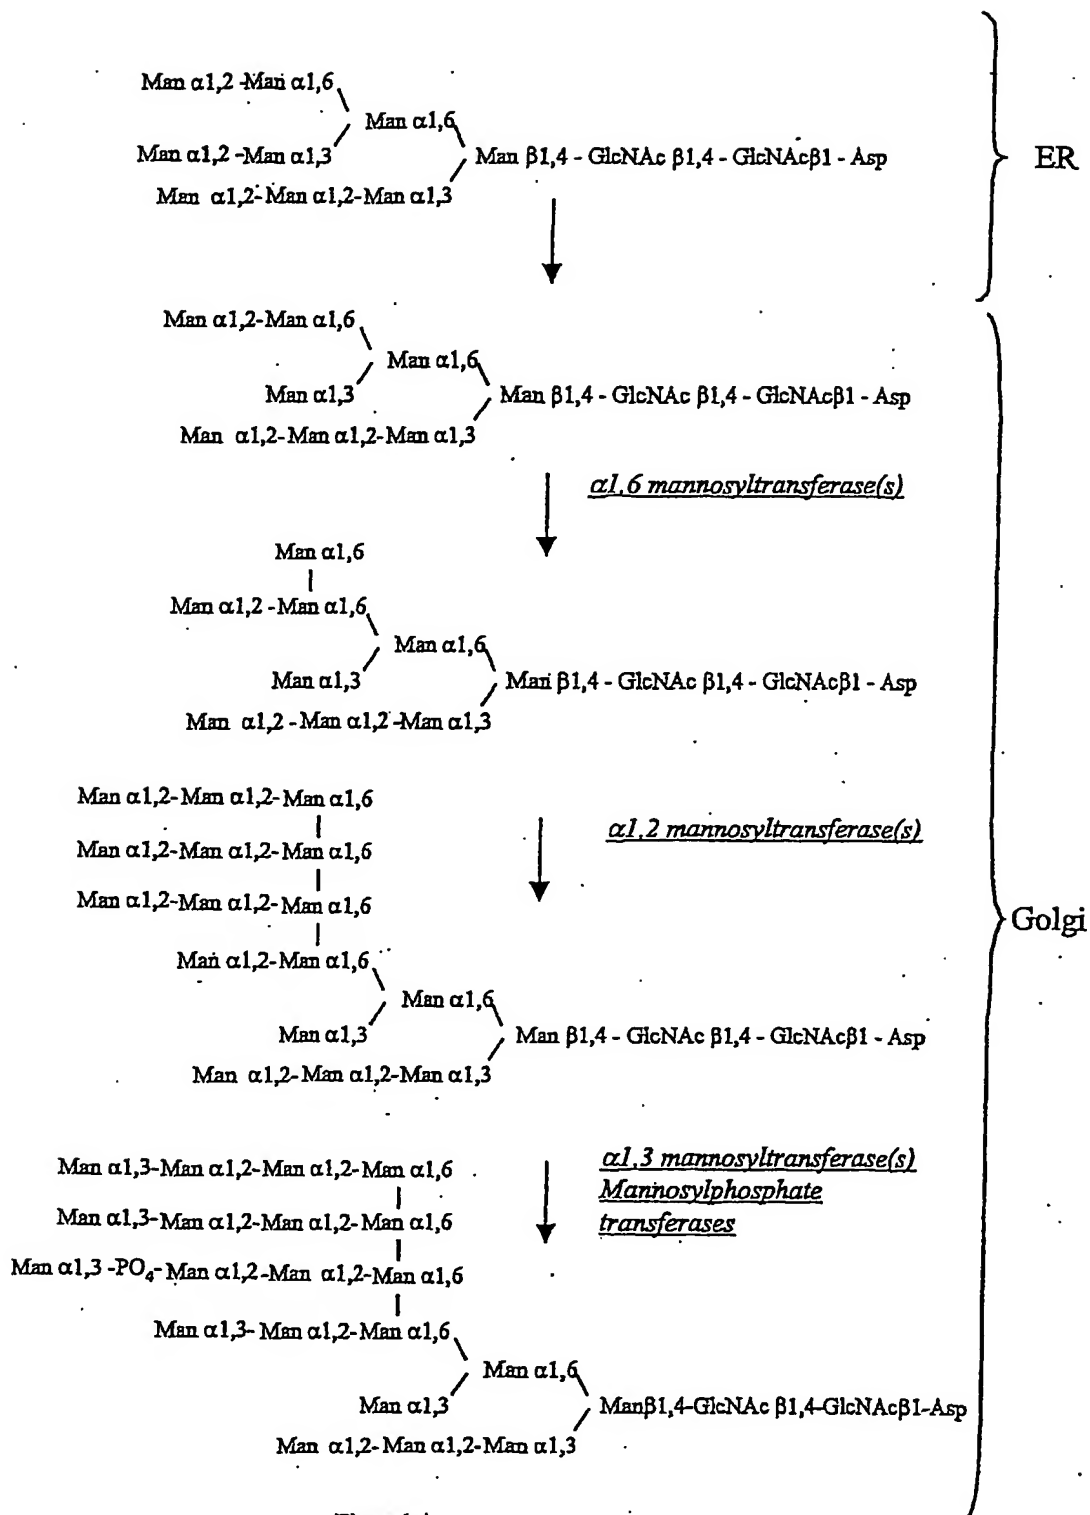 Man α1,2 -Man α1,6
Man α1,6
Man α1,2 -Man α1,3
Man β1,4 - GlcNAc β1,4 - GlcNAcβ1 - Asp
Man α1,2-Man α1,2-Man α1,3
ER
Man α1,2-Man α1,6
Man α1,6
Man α1,3
Man β1,4 - GlcNAc β1,4 - GlcNAcβ1 - Asp
Man α1,2-Man α1,2-Man α1,3
α1,6 mannosyltransferase(s)
Man α1,6
Man α1,2 -Man α1,6
Man α1,6
Man α1,3
Man β1,4 - GlcNAc β1,4 - GlcNAcβ1 - Asp
Man α1,2 -Man α1,2 -Man α1,3
Man α1,2-Man α1,2-Man α1,6
α1,2 mannosyltransferase(s)
Man α1,2-Man α1,2-Man α1,6
Man α1,2-Man α1,2-Man α1,6
Golgi
Man α1,2-Man α1,6
Man α1,6
Man α1,3
Man β1,4 - GlcNAc β1,4 - GlcNAcβ1 - Asp
Man α1,2-Man α1,2-Man α1,3
α1,3 mannosyltransferase(s)
Mannosylphosphate
transferases
Man α1,3-Man α1,2-Man α1,2-Man α1,6
Man α1,3-Man α1,2-Man α1,2-Man α1,6
Man α1,3 -PO4-Man α1,2-Man α1,2-Man α1,6
Man α1,3- Man α1,2-Man α1,6
Man α1,6
Man α1,3
Manβ1,4-GlcNAc β1,4-GlcNAcβ1-Asp
Man α1,2-Man α1,2-Man α1,3